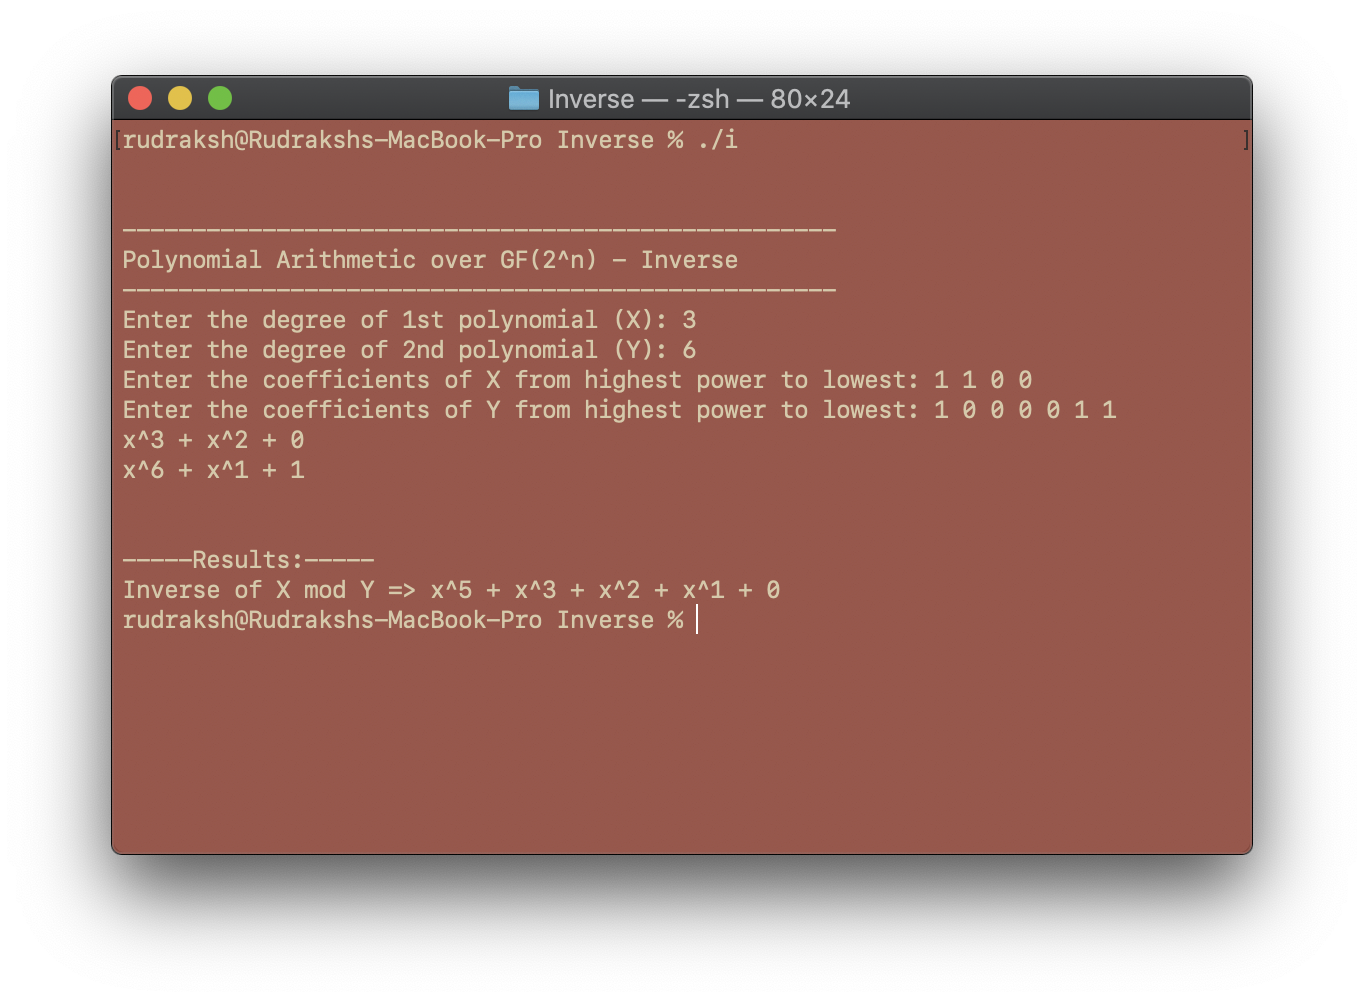 Inverse — -zsh — 80×24
[rudraksh@Rudrakshs-MacBook-Pro Inverse % ./i ]
---------------------------------------------------
Polynomial Arithmetic over GF(2^n) - Inverse
---------------------------------------------------
Enter the degree of 1st polynomial (X): 3
Enter the degree of 2nd polynomial (Y): 6
Enter the coefficients of X from highest power to lowest: 1 1 0 0
Enter the coefficients of Y from highest power to lowest: 1 0 0 0 0 1 1
x^3 + x^2 + 0
x^6 + x^1 + 1
-----Results:-----
Inverse of X mod Y => x^5 + x^3 + x^2 + x^1 + 0
rudraksh@Rudrakshs-MacBook-Pro Inverse %